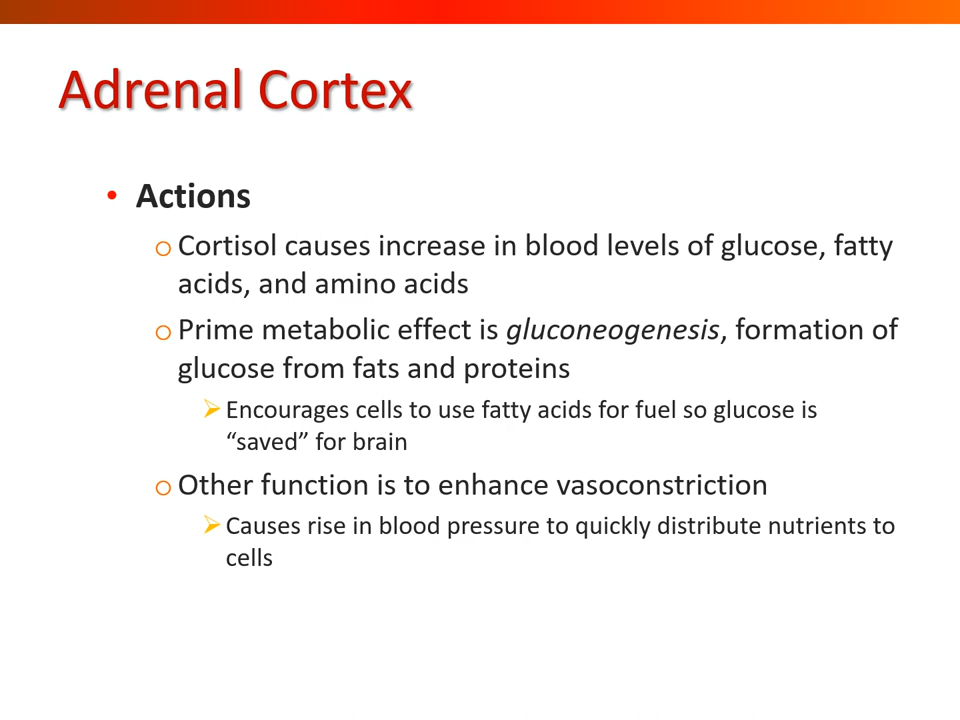 Adrenal Cortex
• Actions
o Cortisol causes increase in blood levels of glucose, fatty
acids, and amino acids
o Prime metabolic effect is gluconeogenesis, formation of
glucose from fats and proteins
➢ Encourages cells to use fatty acids for fuel so glucose is
“saved” for brain
o Other function is to enhance vasoconstriction
➢ Causes rise in blood pressure to quickly distribute nutrients to
cells